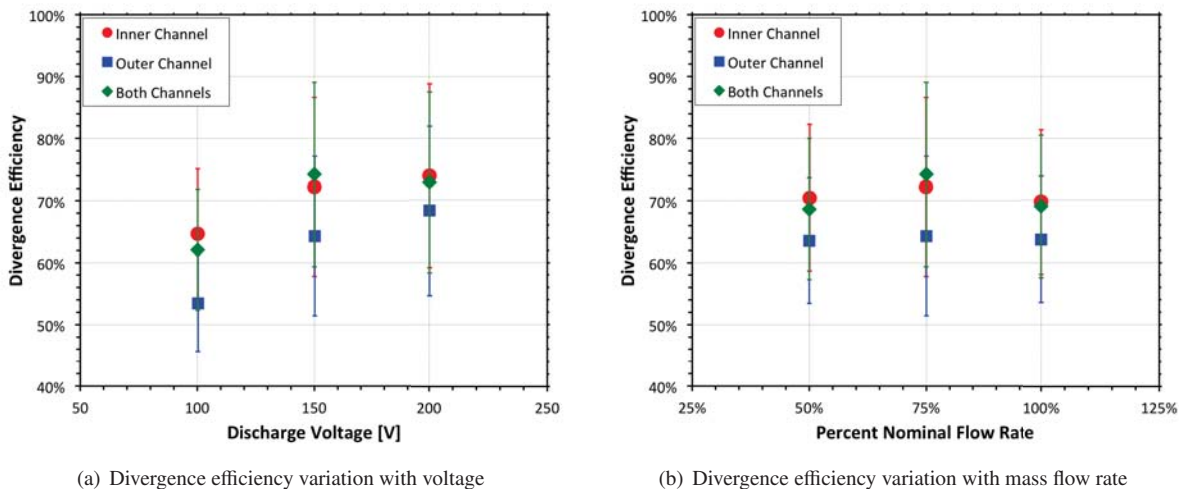 100%
90%
80%
70%
60%
50%
40%
Divergence Efficiency
Inner Channel
Outer Channel
Both Channels
50
100
150
200
250
Discharge Voltage [V]
(a) Divergence efficiency variation with voltage
100%
90%
80%
70%
60%
50%
40%
Divergence Efficiency
Inner Channel
Outer Channel
Both Channels
25%
50%
75%
100%
125%
Percent Nominal Flow Rate
(b) Divergence efficiency variation with mass flow rate